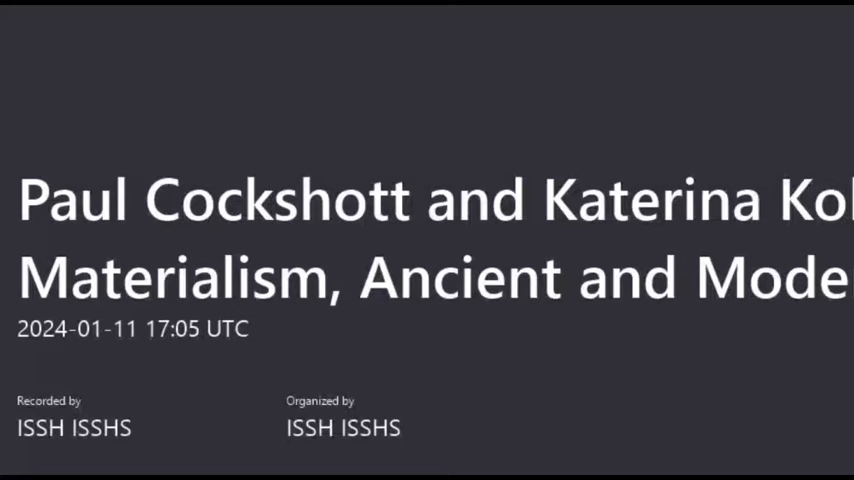 Paul Cockshott and Katerina Kol
Materialism, Ancient and Mode
2024-01-11 17:05 UTC
Recorded by
Organized by
ISSH ISSHS
ISSH ISSHS